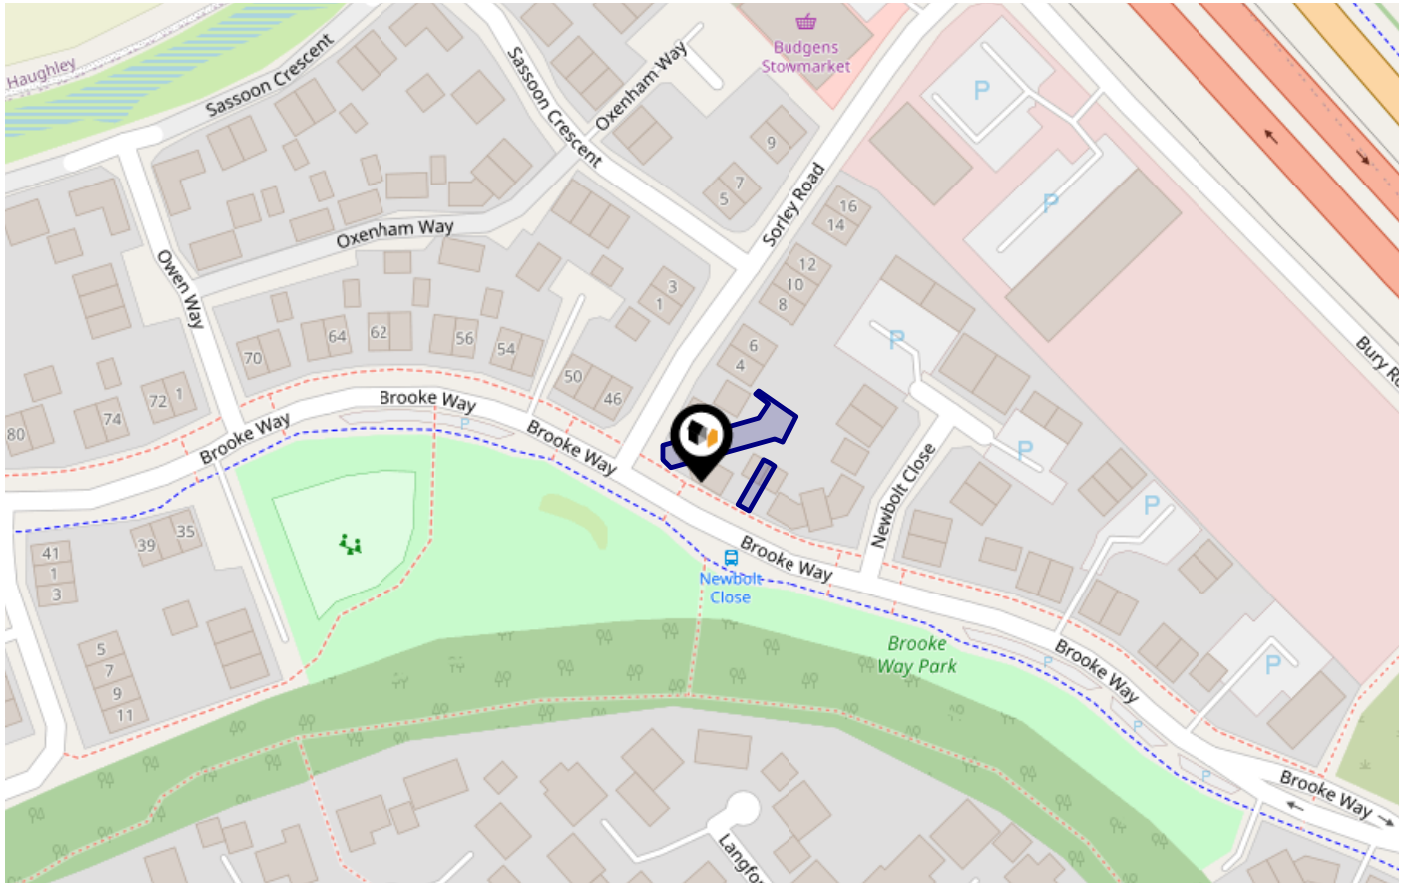 Haughley
Sassoon Crescent
Sassoon Crescent
Oxenham Way
Budgens
Stowmarket
P
9
7
5
Sorley Road
P
16
14
Oxenham Way
Owen Way
12
10
8
3
1
P
Bury Ro
64
62
56
54
70
6
4
50
46
72
1
74
80
Brooke Way
P
Brooke Way
Brooke Way
Newbolt Close
P
P
41
1
3
39
35
Brooke Way
Newbolt
Close
Brooke
Way Park
P
Brooke Way
P
5
7
9
11
P
P
Brooke Way
Langfo